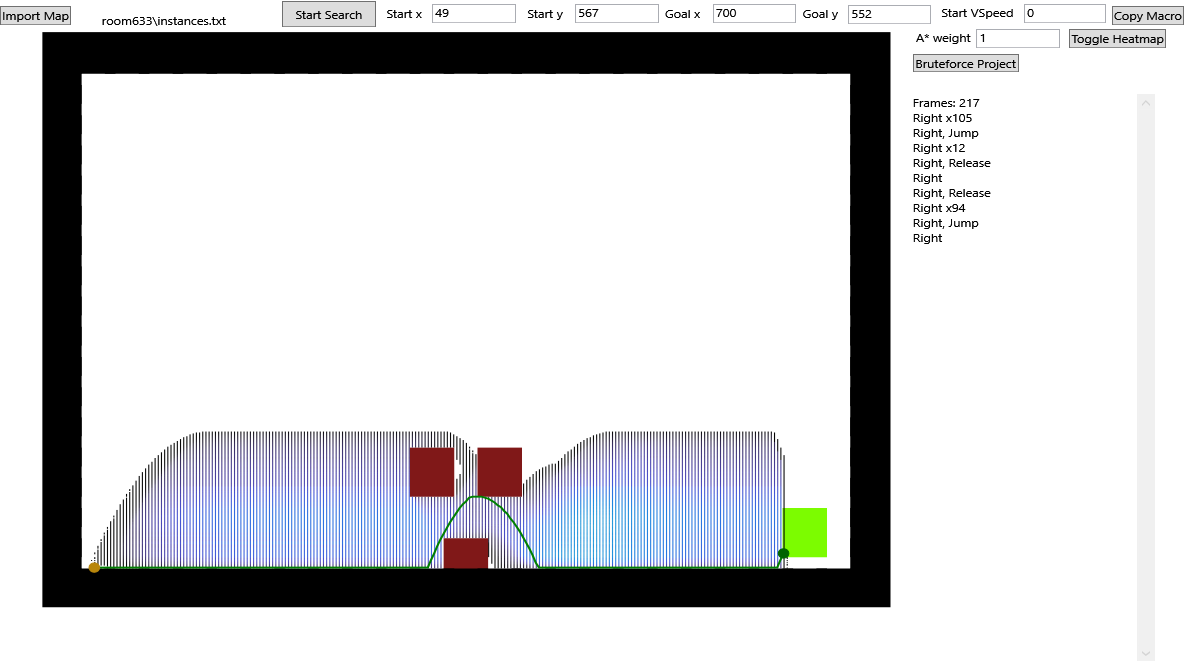 Import Map
room633\instances.txt
Start Search
Start x 49
Start y 567
Goal x 700
Goal y 552
Start VSpeed 0
Copy Macro
A* weight 1
Toggle Heatmap
Bruteforce Project
Frames: 217
Right x105
Right, Jump
Right x12
Right, Release
Right
Right, Release
Right x94
Right, Jump
Right